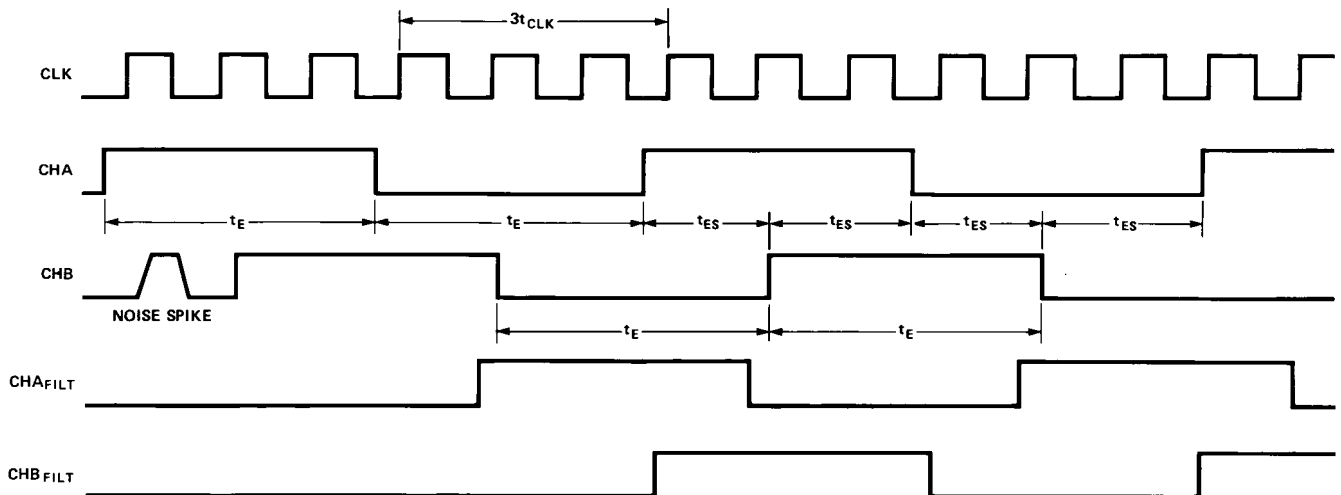 3tCLK
CLK
CHA
tE tE tES tES tES tES
CHB
NOISE SPIKE
tE tE
CHAFILT
CHBFILT